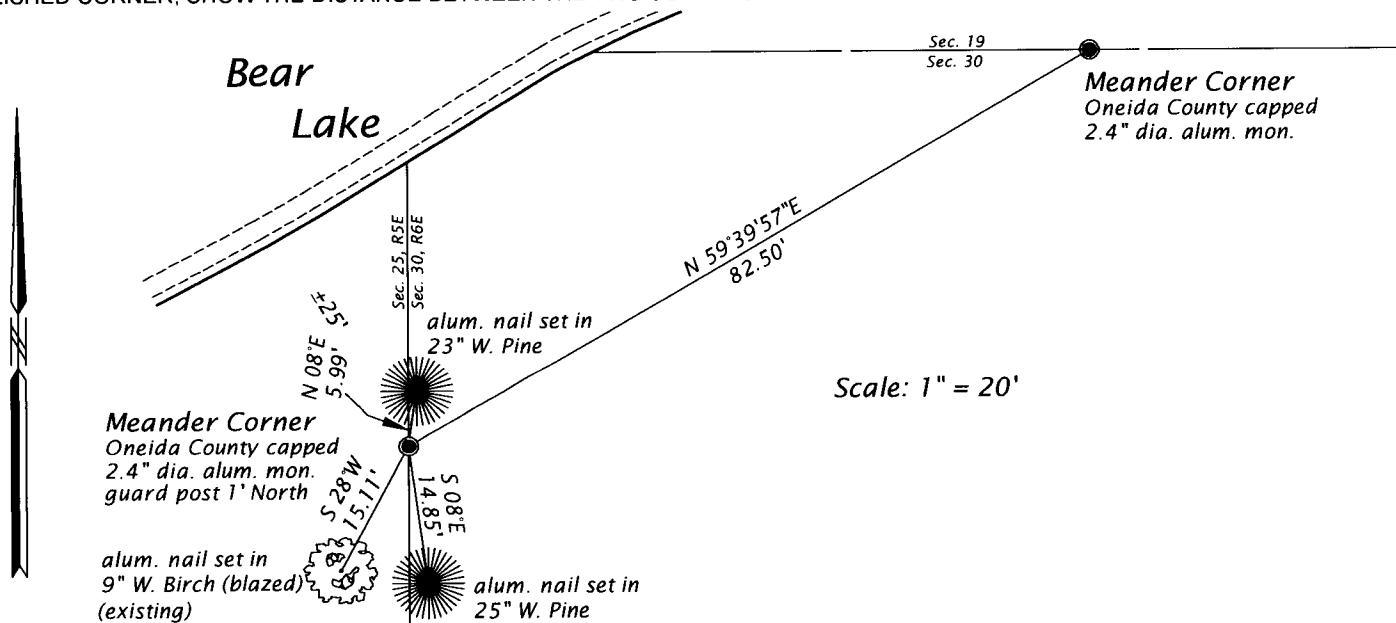 Bear
Lake
Sec. 19
Sec. 30
Meander Corner
Oneida County capped
2.4" dia. alum. mon.
N 59°39'57"E
82.50'
Sec. 25, R5E
Sec. 30, R6E
±25'
N 08°E
5.99'
alum. nail set in
23" W. Pine
Scale: 1" = 20'
Meander Corner
Oneida County capped
2.4" dia. alum. mon.
guard post 1' North
S 28°W
15.11'
S 08°E
14.85'
alum. nail set in
9" W. Birch (blazed)
(existing)
alum. nail set in
25" W. Pine